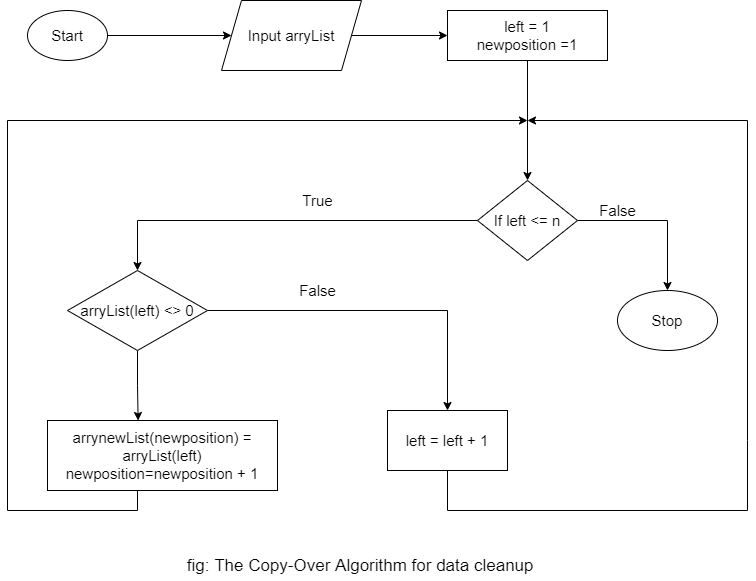 Start
Input arryList
left = 1
newposition =1
True
If left <= n
False
arryList(left) <> 0
False
Stop
arrynewList(newposition) =
arryList(left)
newposition=newposition + 1
left = left + 1
fig: The Copy-Over Algorithm for data cleanup